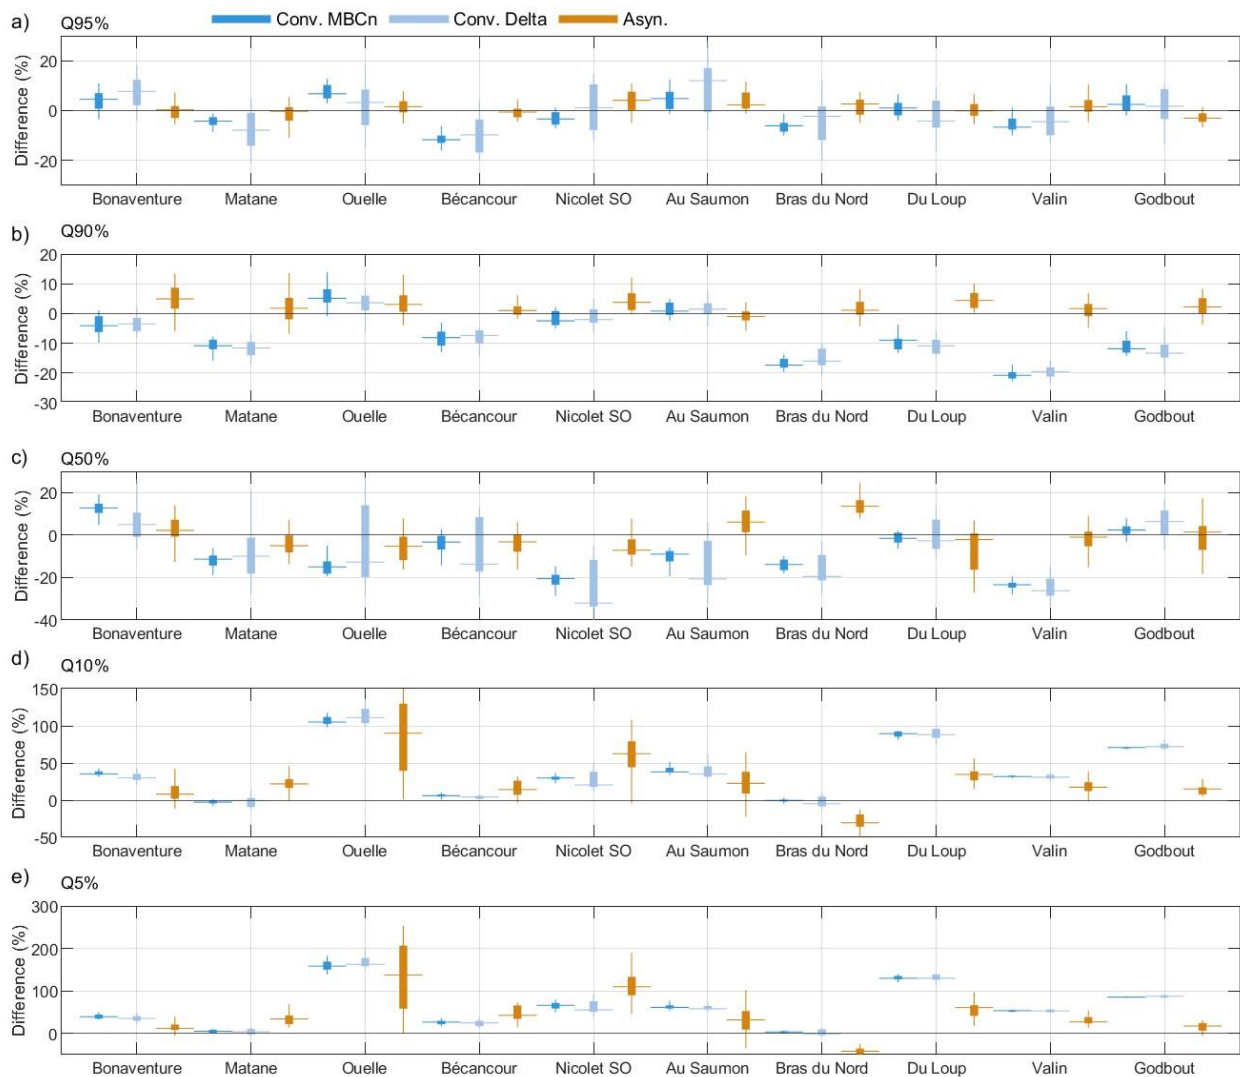 a) Q95% Conv. MBCn Conv. Delta Asyn.
Difference (%)
20
0
-20
Bonaventure Matane Ouelle Bécancour Nicolet SO Au Saumon Bras du Nord Du Loup Valin Godbout
b) Q90%
Difference (%)
20
10
0
-10
-20
-30
Bonaventure Matane Ouelle Bécancour Nicolet SO Au Saumon Bras du Nord Du Loup Valin Godbout
c) Q50%
Difference (%)
20
0
-20
-40
Bonaventure Matane Ouelle Bécancour Nicolet SO Au Saumon Bras du Nord Du Loup Valin Godbout
d) Q10%
Difference (%)
150
100
50
0
-50
Bonaventure Matane Ouelle Bécancour Nicolet SO Au Saumon Bras du Nord Du Loup Valin Godbout
e) Q5%
Difference (%)
300
200
100
0
Bonaventure Matane Ouelle Bécancour Nicolet SO Au Saumon Bras du Nord Du Loup Valin Godbout